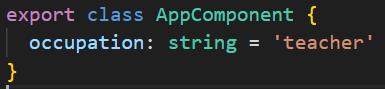 export class AppComponent {
  occupation: string = 'teacher'
}